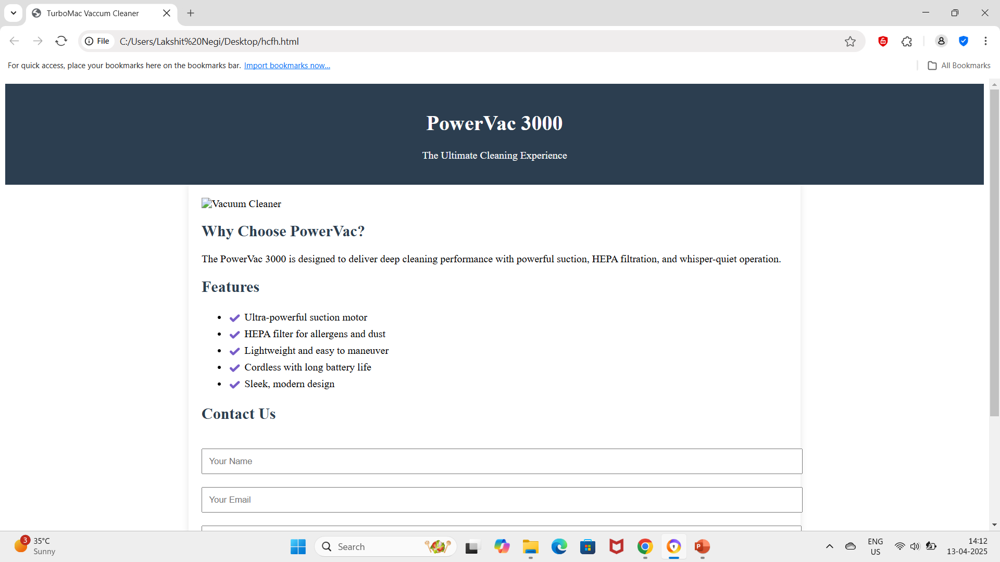 TurboMac Vaccum Cleaner
File C:/Users/Lakshit%20Negi/Desktop/hcfh.html
For quick access, place your bookmarks here on the bookmarks bar. Import bookmarks now...
All Bookmarks
PowerVac 3000
The Ultimate Cleaning Experience
Vacuum Cleaner
Why Choose PowerVac?
The PowerVac 3000 is designed to deliver deep cleaning performance with powerful suction, HEPA filtration, and whisper-quiet operation.
Features
• ✔ Ultra-powerful suction motor
• ✔ HEPA filter for allergens and dust
• ✔ Lightweight and easy to maneuver
• ✔ Cordless with long battery life
• ✔ Sleek, modern design
Contact Us
Your Name
Your Email
3
35°C
Sunny
Search
P
ENG
US
14:12
13-04-2025